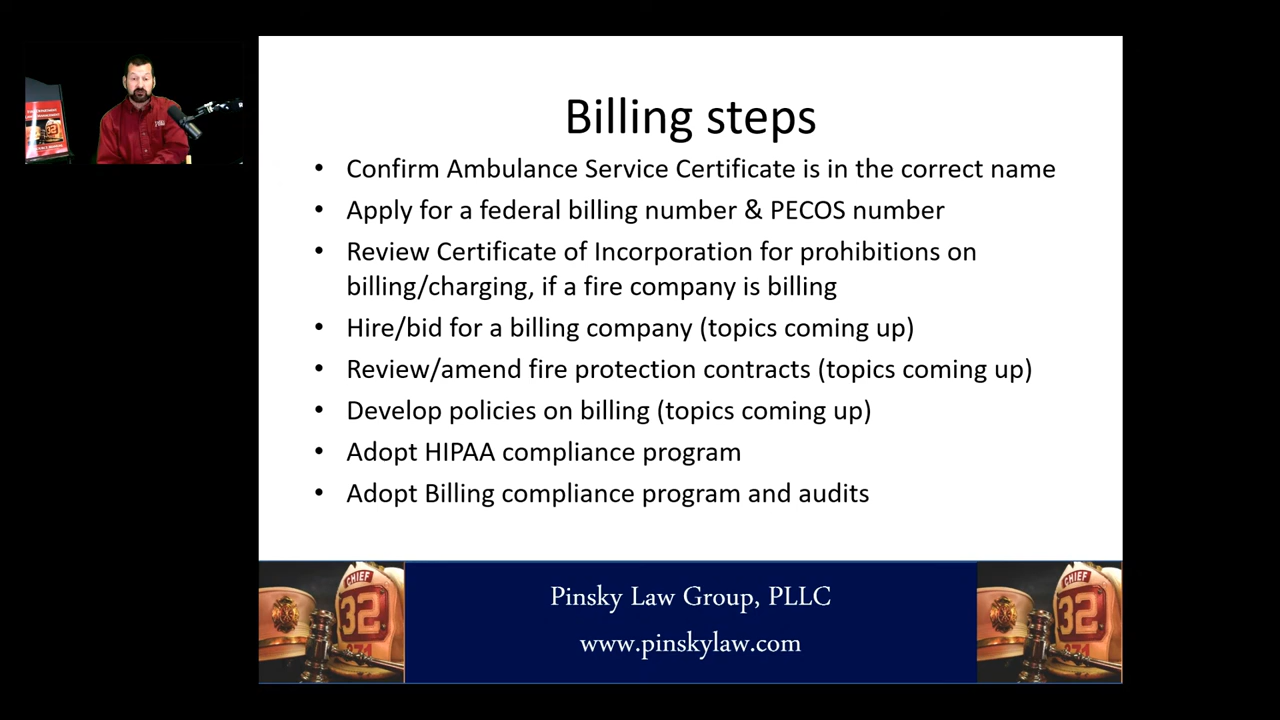 Billing steps
• Confirm Ambulance Service Certificate is in the correct name
• Apply for a federal billing number & PECOS number
• Review Certificate of Incorporation for prohibitions on
billing/charging, if a fire company is billing
• Hire/bid for a billing company (topics coming up)
• Review/amend fire protection contracts (topics coming up)
• Develop policies on billing (topics coming up)
• Adopt HIPAA compliance program
• Adopt Billing compliance program and audits
CHIEF
32
371
Pinsky Law Group, PLLC
www.pinskylaw.com
CHIEF
32
371